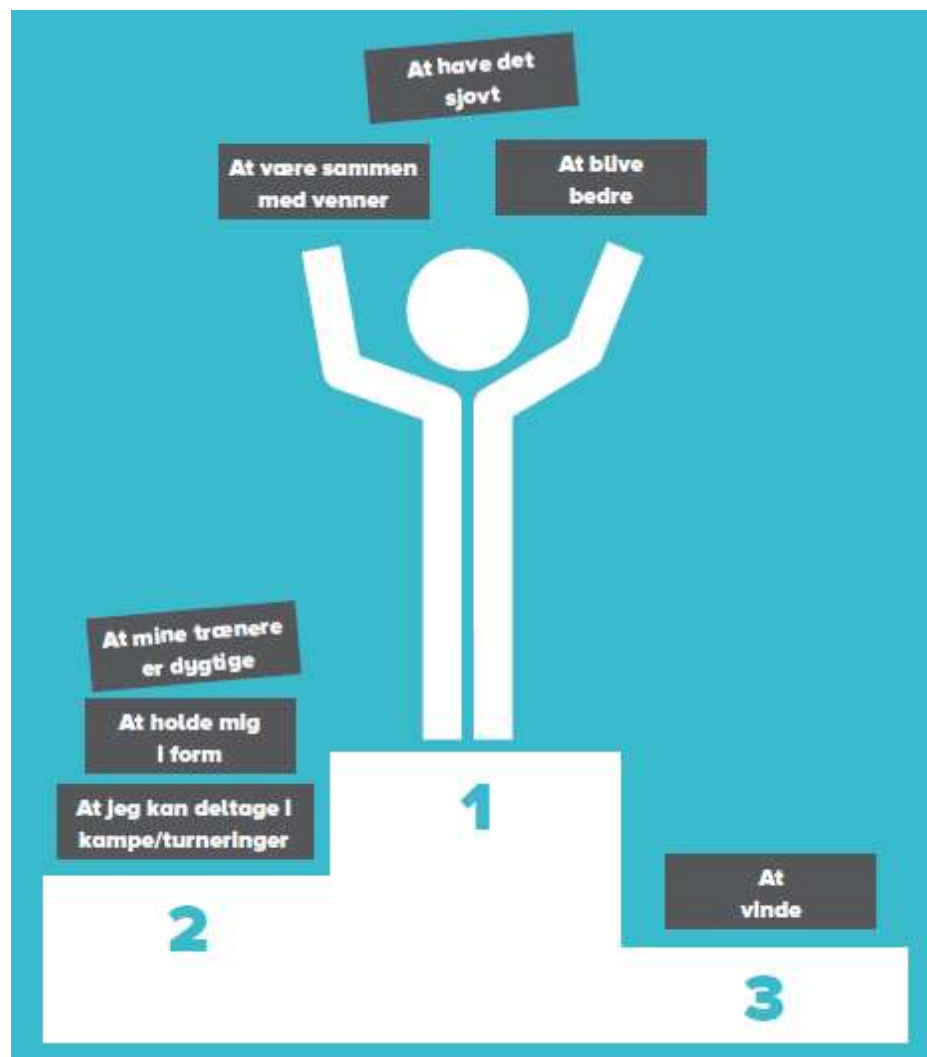 At have det
sjovt
At være sammen
med venner
At blive
bedre
At mine trænere
er dygtige
At holde mig
i form
At jeg kan deltage i
kampe/turneringer
1
2
At
vinde
3